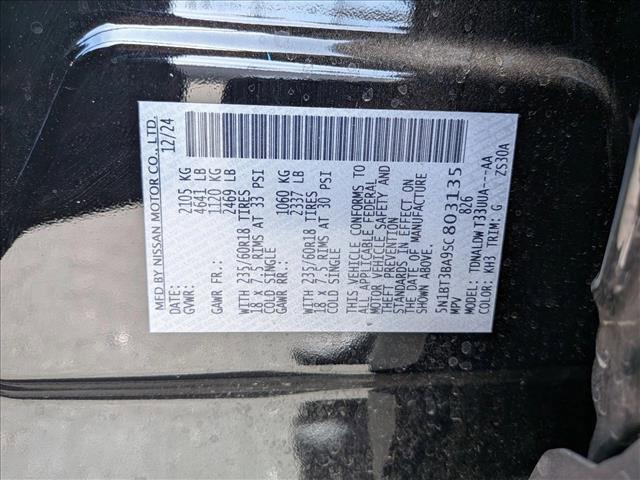 MFD BY NISSAN MOTOR CO., LTD.
DATE: 12/24
GVWR: 2105 KG
4641 LB
GAWR FR.: 1120 KG
2469 LB
WITH 235/60R18 TIRES
18 x 7.5 RIMS AT 33 PSI
COLD SINGLE
GAWR RR.: 1060 KG
2337 LB
WITH 235/60R18 TIRES
18 x 7.5 RIMS AT 30 PSI
COLD SINGLE
THIS VEHICLE CONFORMS TO
ALL APPLICABLE FEDERAL
MOTOR VEHICLE SAFETY AND
THEFT PREVENTION
STANDARDS IN EFFECT ON
THE DATE OF MANUFACTURE
SHOWN ABOVE.
5N1BT3BA9SC803135
MPV 826
MODEL: TDNALDWT33UUA---AA
COLOR: KH3 TRIM: G ZS30A